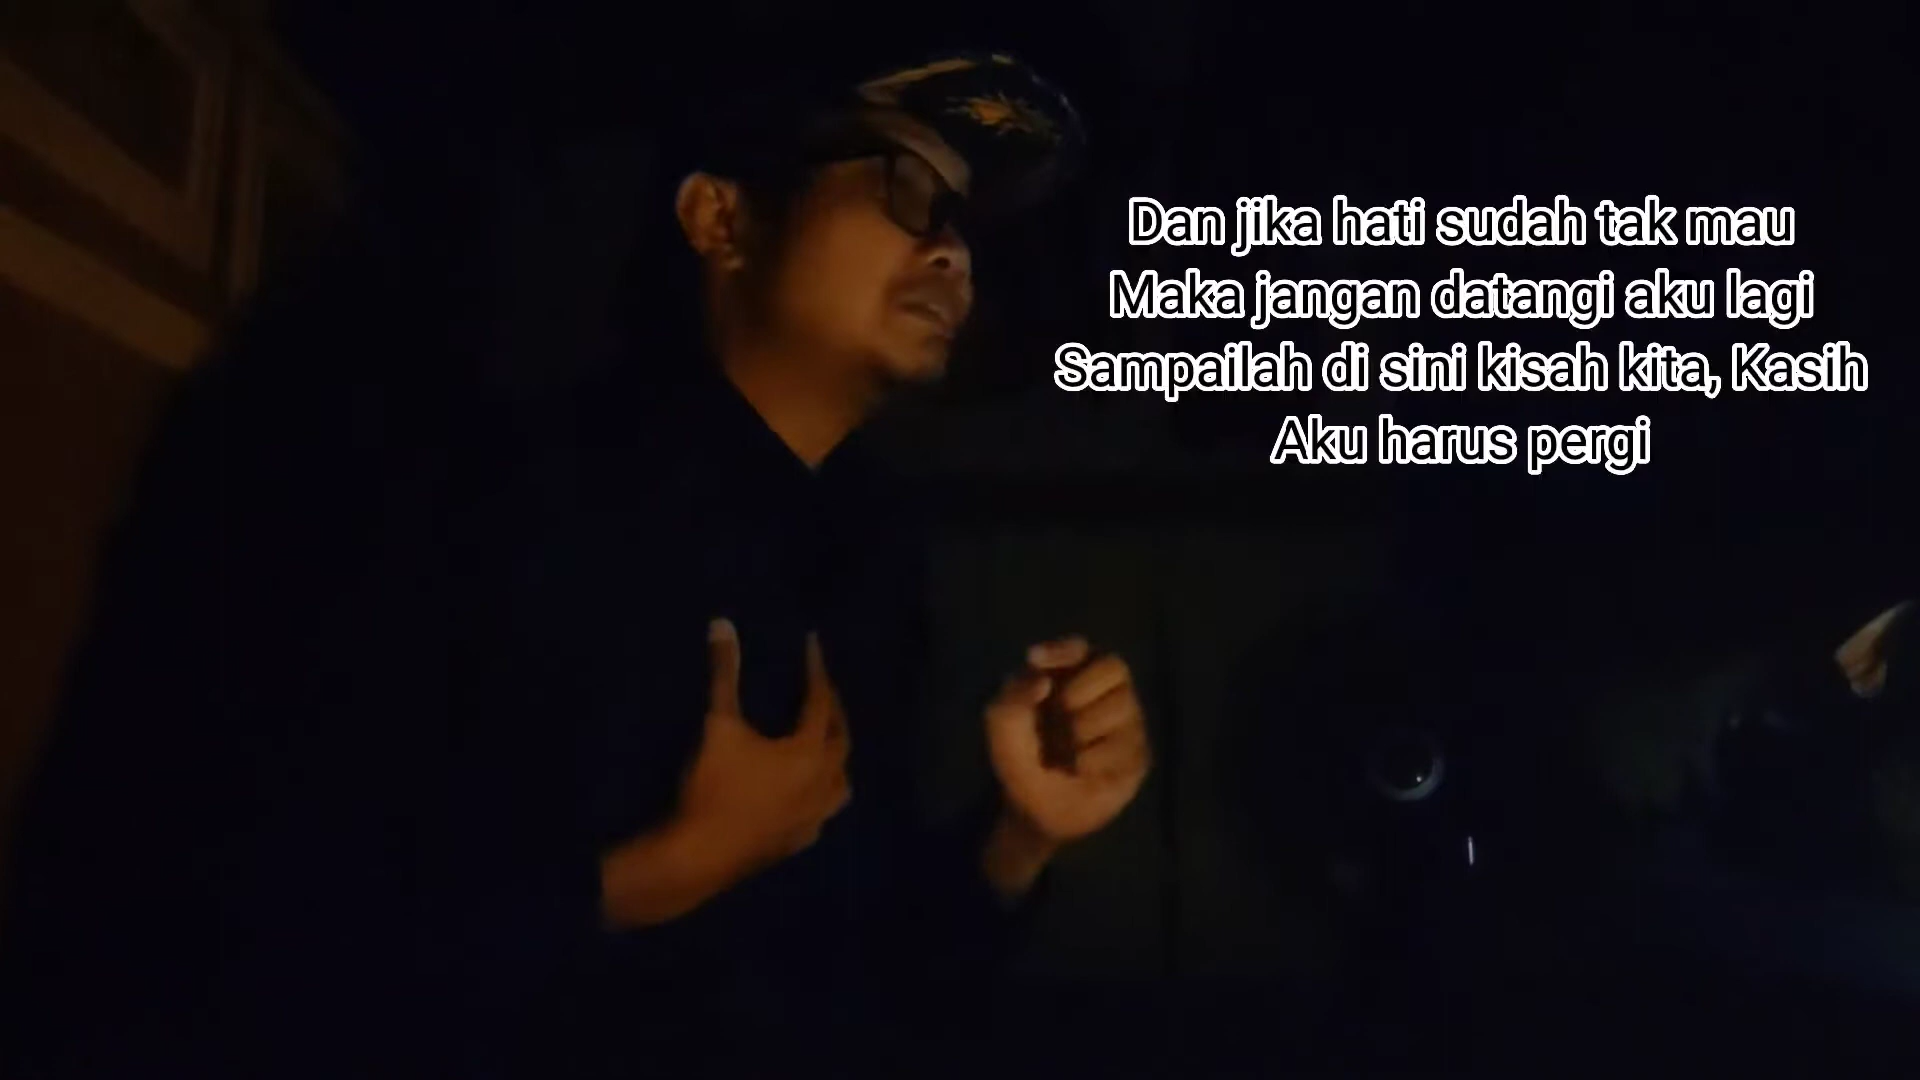 Dan jika hati sudah tak mau
Maka jangan datangi aku lagi
Sampailah di sini kisah kita, Kasih
Aku harus pergi